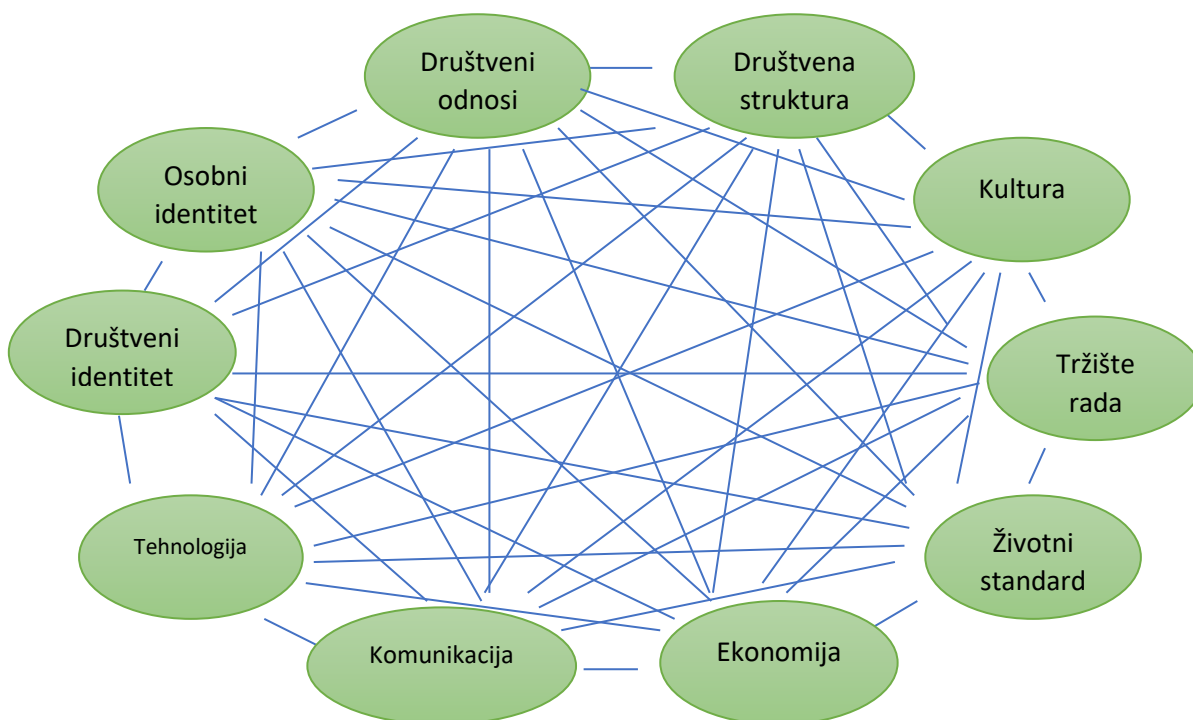 Društveni
odnosi
Društvena
struktura
Osobni
identitet
Kultura
Društveni
identitet
Tržište
rada
Tehnologija
Životni
standard
Komunikacija
Ekonomija